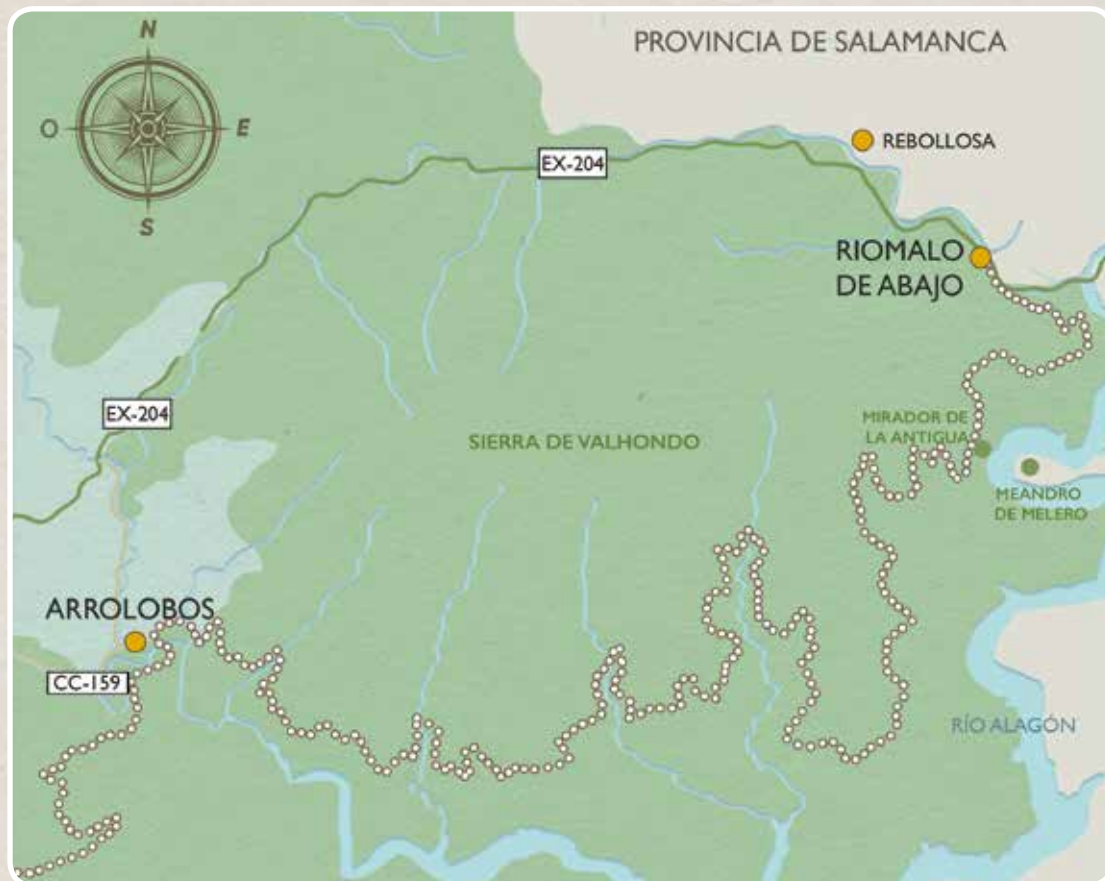 N
O
E
S
PROVINCIA DE SALAMANCA
REBOLLOSA
EX-204
RIOMALO
DE ABAJO
EX-204
SIERRA DE VALHONDO
MIRADOR DE
LA ANTIGUA
MEANDRO
DE MELERO
ARROLOBOS
CC-159
RÍO ALAGÓN